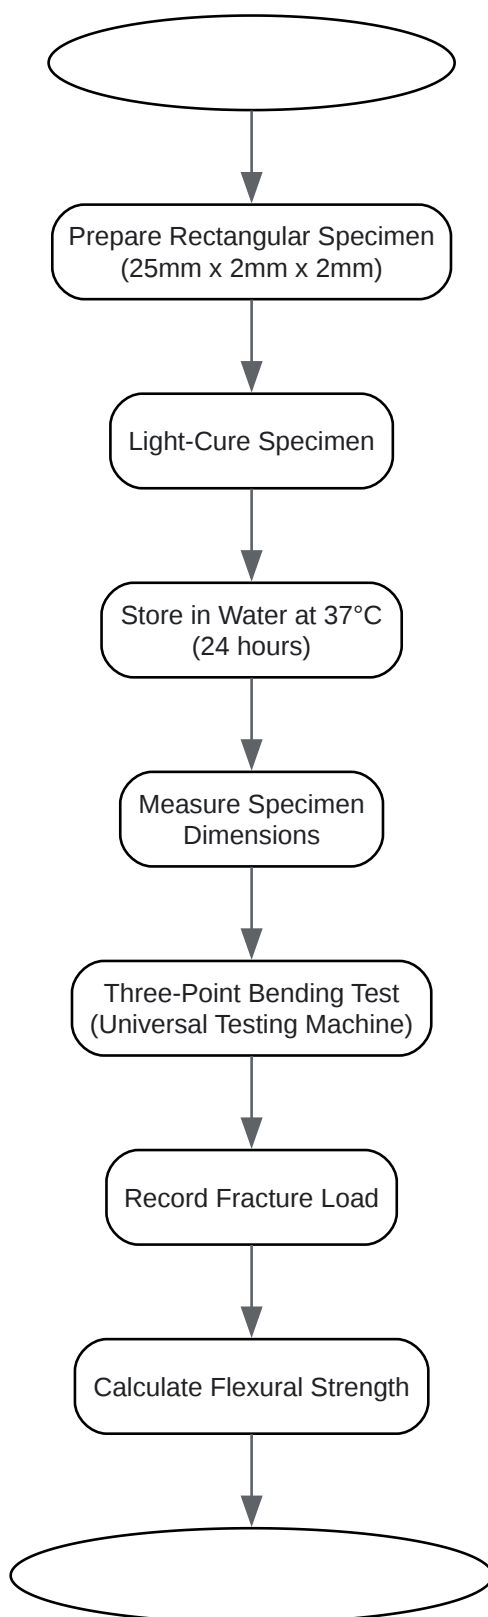 Prepare Rectangular Specimen
(25mm x 2mm x 2mm)
Light-Cure Specimen
Store in Water at 37°C
(24 hours)
Measure Specimen
Dimensions
Three-Point Bending Test
(Universal Testing Machine)
Record Fracture Load
Calculate Flexural Strength